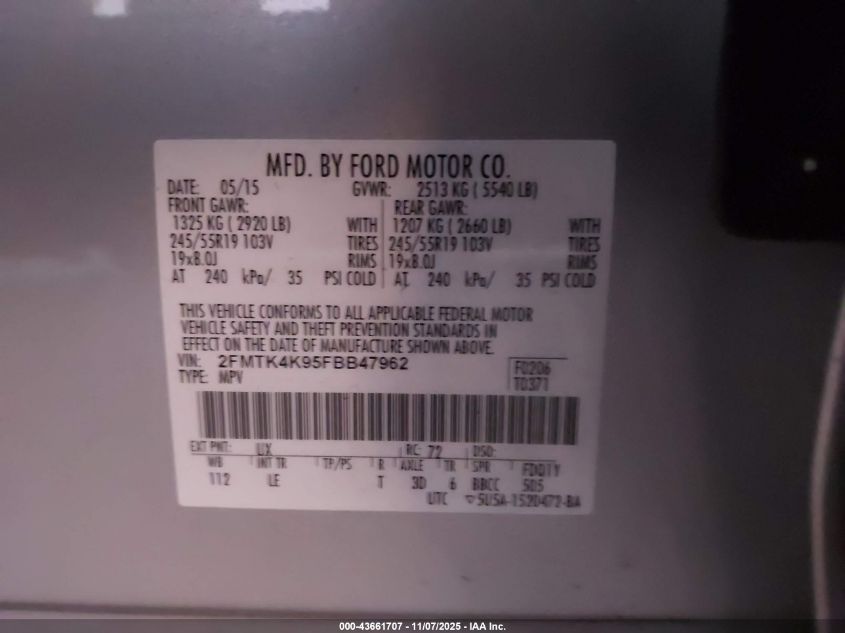 MFD. BY FORD MOTOR CO.
DATE: 05/15 GVWR: 2513 KG ( 5540 LB)
FRONT GAWR: REAR GAWR:
1325 KG ( 2920 LB) WITH 1207 KG ( 2660 LB) WITH
245/55R19 103V TIRES 245/55R19 103V TIRES
19x8.0J RIMS 19x8.0J RIMS
AT 240 kPa/ 35 PSI COLD AT 240 kPa/ 35 PSI COLD
THIS VEHICLE CONFORMS TO ALL APPLICABLE FEDERAL MOTOR
VEHICLE SAFETY AND THEFT PREVENTION STANDARDS IN
EFFECT ON THE DATE OF MANUFACTURE SHOWN ABOVE.
VIN: 2FMTK4K95FBB47962
TYPE: MPV
F0206
T0371
EXT PNT: UX RC: 72 DSO:
WB INT TR TP/PS R AXLE TR SPR FDDTY
112 LE T 3D 6 BBCC 505
UTC 5U5A-1520472-BA
000-43661707 - 11/07/2025 - IAA Inc.